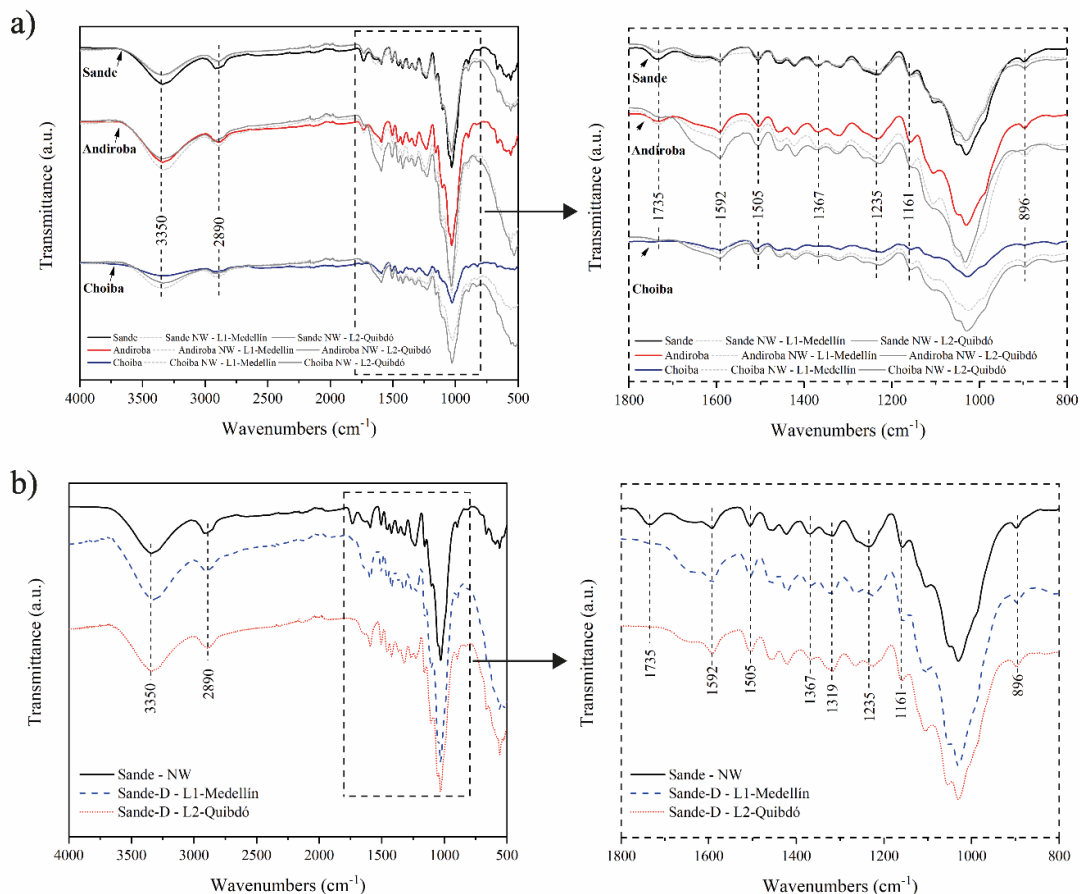 a)
Transmittance (a.u.)
Sande
Andiroba
Choiba
3350
2890
Sande Sande NW - L1-Medellín Sande NW - L2-Quibdó
Andiroba Andiroba NW - L1-Medellín Andiroba NW - L2-Quibdó
Choiba Choiba NW - L1-Medellín Choiba NW - L2-Quibdó
4000 3500 3000 2500 2000 1500 1000 500
Wavenumbers (cm⁻¹)
Transmittance (a.u.)
Sande
Andiroba
Choiba
1735
1592
1505
1367
1235
1161
896
Sande Sande NW - L1-Medellín Sande NW - L2-Quibdó
Andiroba Andiroba NW - L1-Medellín Andiroba NW - L2-Quibdó
Choiba Choiba NW - L1-Medellín Choiba NW - L2-Quibdó
1800 1600 1400 1200 1000 800
Wavenumbers (cm⁻¹)
b)
Transmittance (a.u.)
3350
2890
Sande - NW
Sande-D - L1-Medellín
Sande-D - L2-Quibdó
4000 3500 3000 2500 2000 1500 1000 500
Wavenumbers (cm⁻¹)
Transmittance (a.u.)
1735
1592
1505
1367
1319
1235
1161
896
Sande - NW
Sande-D - L1-Medellín
Sande-D - L2-Quibdó
1800 1600 1400 1200 1000 800
Wavenumbers (cm⁻¹)